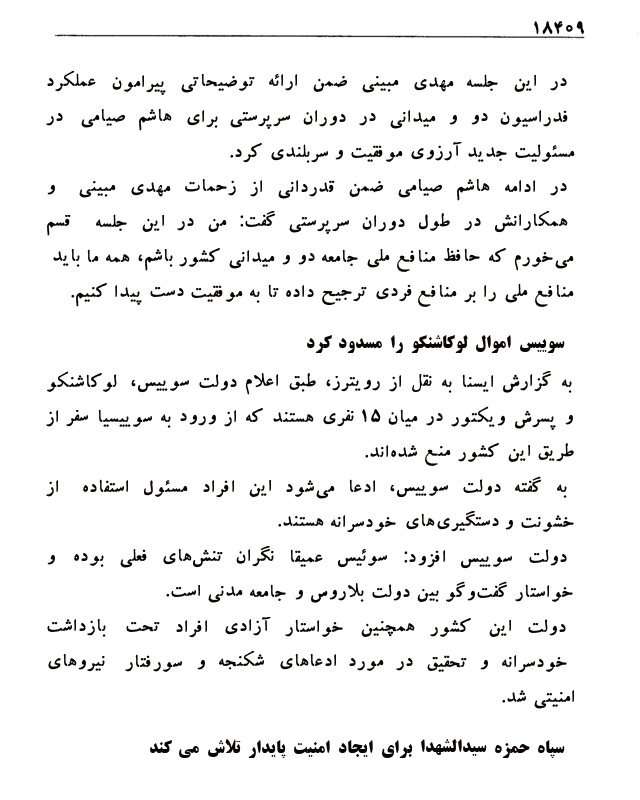 ۱۸۴۰۹
در این جلسه مهدی مبینی ضمن ارائه توضیحاتی پیرامون عملکرد
فدراسیون دو و میدانی در دوران سرپرستی برای هاشم صیامی در
مسئولیت جدید آرزوی موفقیت و سربلندی کرد.
در ادامه هاشم صیامی ضمن قدردانی از زحمات مهدی مبینی و
همکارانش در طول دوران سرپرستی گفت: من در این جلسه قسم
می‌خورم که حافظ منافع ملی جامعه دو و میدانی کشور باشم، همه ما باید
منافع ملی را بر منافع فردی ترجیح داده تا به موفقیت دست پیدا کنیم.
سوییس اموال لوکاشنکو را مسدود کرد
به گزارش ایسنا به نقل از رویترز، طبق اعلام دولت سوییس، لوکاشنکو
و پسرش ویکتور در میان ۱۵ نفری هستند که از ورود به سوییسیا سفر از
طریق این کشور منع شده‌اند.
به گفته دولت سوییس، ادعا می‌شود این افراد مسئول استفاده از
خشونت و دستگیری‌های خودسرانه هستند.
دولت سوییس افزود: سوئیس عمیقا نگران تنش‌های فعلی بوده و
خواستار گفت‌وگو بین دولت بلاروس و جامعه مدنی است.
دولت این کشور همچنین خواستار آزادی افراد تحت بازداشت
خودسرانه و تحقیق در مورد ادعاهای شکنجه و سورفتار نیروهای
امنیتی شد.
سپاه حمزه سیدالشهدا برای ایجاد امنیت پایدار تلاش می کند